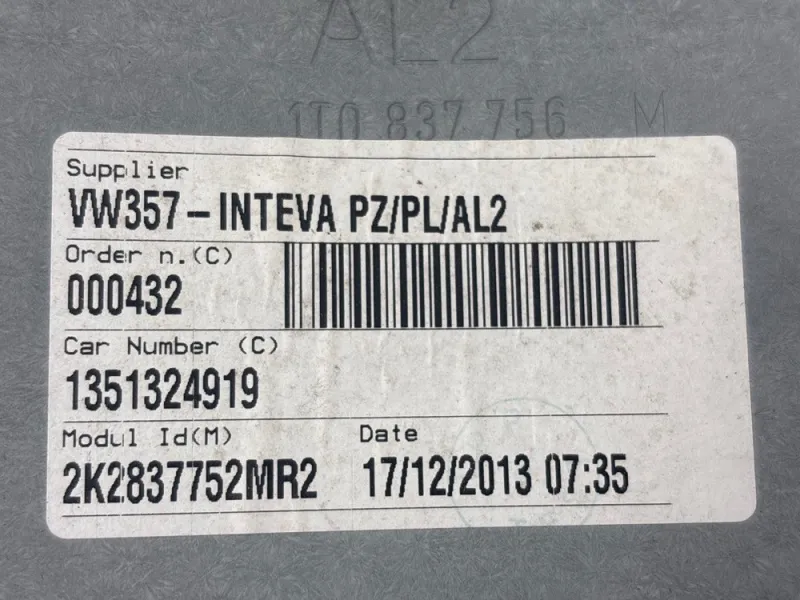 AL2
1T0 837 756 M
Supplier
VW357-INTEVA PZ/PL/AL2
Order n.(C)
000432
Car Number (C)
1351324919
Modul Id(M) Date
2K2837752MR2 17/12/2013 07:35